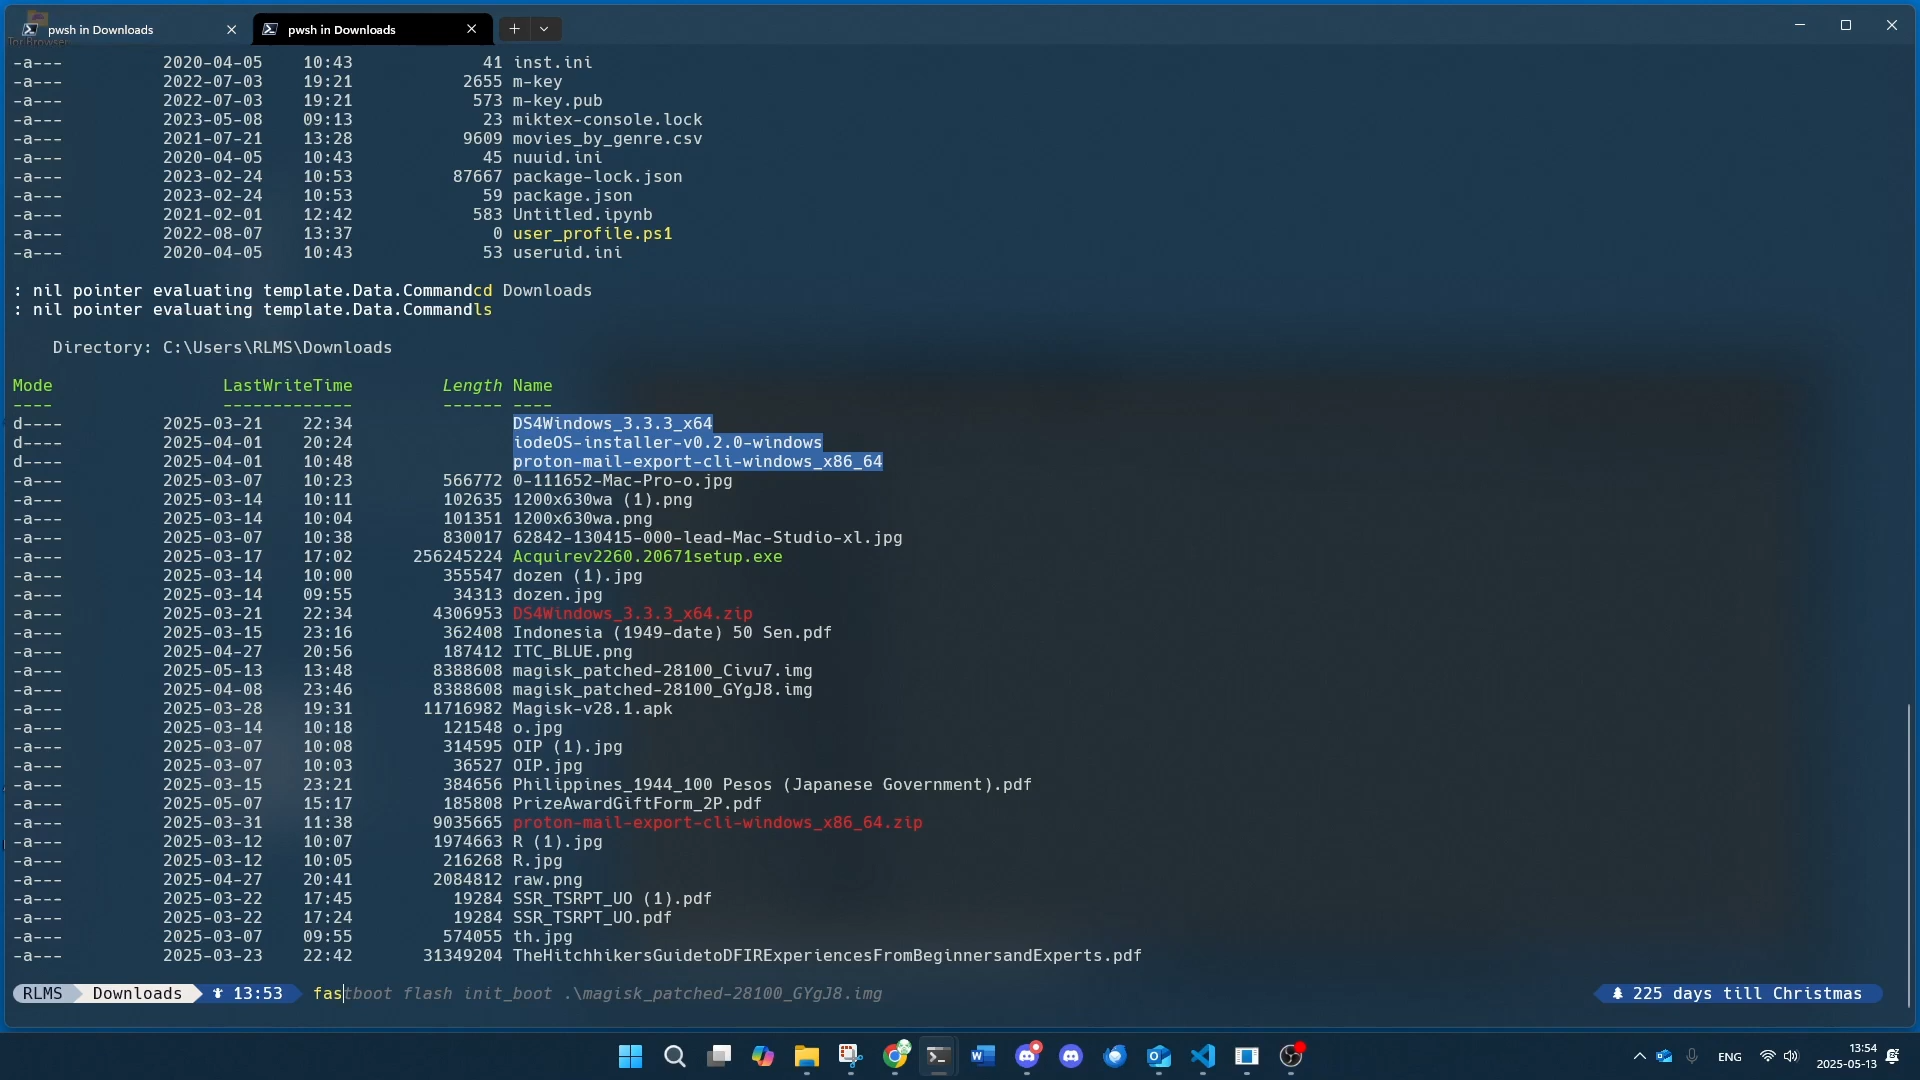 pwsh in Downloads
pwsh in Downloads
-a--- 2020-04-05 10:43 41 inst.ini
-a--- 2022-07-03 19:21 2655 m-key
-a--- 2022-07-03 19:21 573 m-key.pub
-a--- 2023-05-08 09:13 23 miktex-console.lock
-a--- 2021-07-21 13:28 9609 movies_by_genre.csv
-a--- 2020-04-05 10:43 45 nuuid.ini
-a--- 2023-02-24 10:53 87667 package-lock.json
-a--- 2023-02-24 10:53 59 package.json
-a--- 2021-02-01 12:42 583 Untitled.ipynb
-a--- 2022-08-07 13:37 0 user_profile.ps1
-a--- 2020-04-05 10:43 53 useruid.ini
: nil pointer evaluating template.Data.Commandcd Downloads
: nil pointer evaluating template.Data.Commandls
Directory: C:\Users\RLMS\Downloads
Mode LastWriteTime Length Name
---- ------------- ------ ----
d---- 2025-03-21 22:34 DS4Windows_3.3.3_x64
d---- 2025-04-01 20:24 iodeOS-installer-v0.2.0-windows
d---- 2025-04-01 10:48 proton-mail-export-cli-windows_x86_64
-a--- 2025-03-07 10:23 566772 0-111652-Mac-Pro-o.jpg
-a--- 2025-03-14 10:11 102635 1200x630wa (1).png
-a--- 2025-03-14 10:04 101351 1200x630wa.png
-a--- 2025-03-07 10:38 830017 62842-130415-000-lead-Mac-Studio-xl.jpg
-a--- 2025-03-17 17:02 256245224 Acquirev2260.20671setup.exe
-a--- 2025-03-14 10:00 355547 dozen (1).jpg
-a--- 2025-03-14 09:55 34313 dozen.jpg
-a--- 2025-03-21 22:34 4306953 DS4Windows_3.3.3_x64.zip
-a--- 2025-03-15 23:16 362408 Indonesia (1949-date) 50 Sen.pdf
-a--- 2025-04-27 20:56 187412 ITC_BLUE.png
-a--- 2025-05-13 13:48 8388608 magisk_patched-28100_Civu7.img
-a--- 2025-04-08 23:46 8388608 magisk_patched-28100_GYgJ8.img
-a--- 2025-03-28 19:31 11716982 Magisk-v28.1.apk
-a--- 2025-03-14 10:18 121548 o.jpg
-a--- 2025-03-07 10:08 314595 OIP (1).jpg
-a--- 2025-03-07 10:03 36527 OIP.jpg
-a--- 2025-03-15 23:21 384656 Philippines_1944_100 Pesos (Japanese Government).pdf
-a--- 2025-05-07 15:17 185808 PrizeAwardGiftForm_2P.pdf
-a--- 2025-03-31 11:38 9035665 proton-mail-export-cli-windows_x86_64.zip
-a--- 2025-03-12 10:07 1974663 R (1).jpg
-a--- 2025-03-12 10:05 216268 R.jpg
-a--- 2025-04-27 20:41 2084812 raw.png
-a--- 2025-03-22 17:45 19284 SSR_TSRPT_UO (1).pdf
-a--- 2025-03-22 17:24 19284 SSR_TSRPT_UO.pdf
-a--- 2025-03-07 09:55 574055 th.jpg
-a--- 2025-03-23 22:42 31349204 TheHitchhikersGuidetoDFIRExperiencesFromBeginnersandExperts.pdf
RLMS Downloads 13:53 fastboot flash init_boot .\magisk_patched-28100_GYgJ8.img 225 days till Christmas
ENG 13:54
2025-05-13